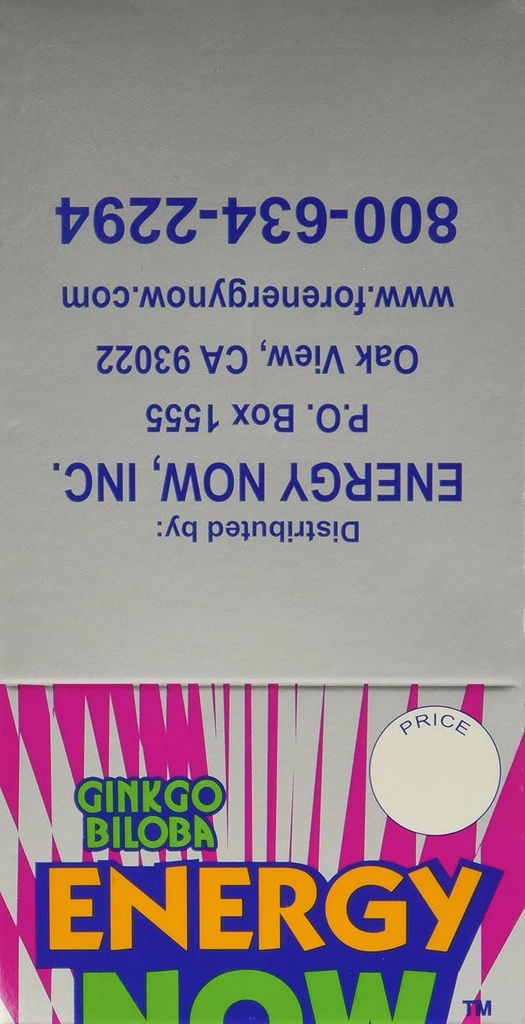 Distributed by:
ENERGY NOW, INC.
P.O. Box 1555
Oak View, CA 93022
www.forenergynow.com
800-634-2294
PRICE
GINKGO
BILOBA
ENERGY
NOW TM